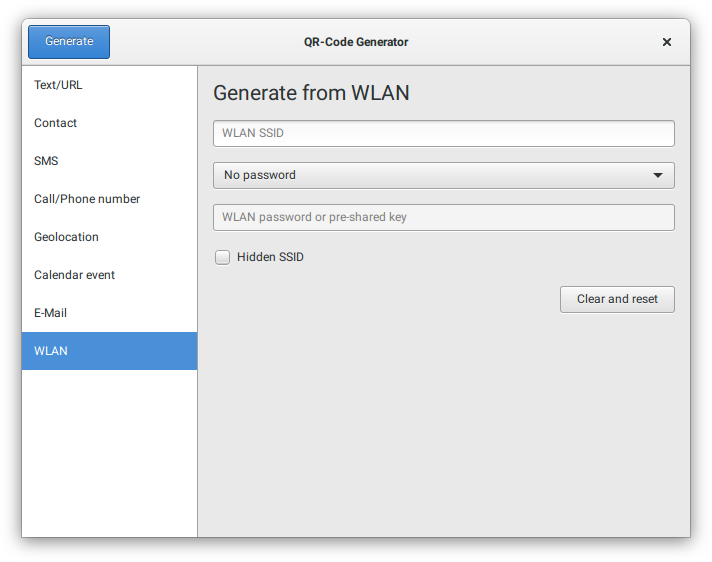 Generate
QR-Code Generator
Text/URL
Contact
SMS
Call/Phone number
Geolocation
Calendar event
E-Mail
WLAN
Generate from WLAN
WLAN SSID
No password
WLAN password or pre-shared key
Hidden SSID
Clear and reset